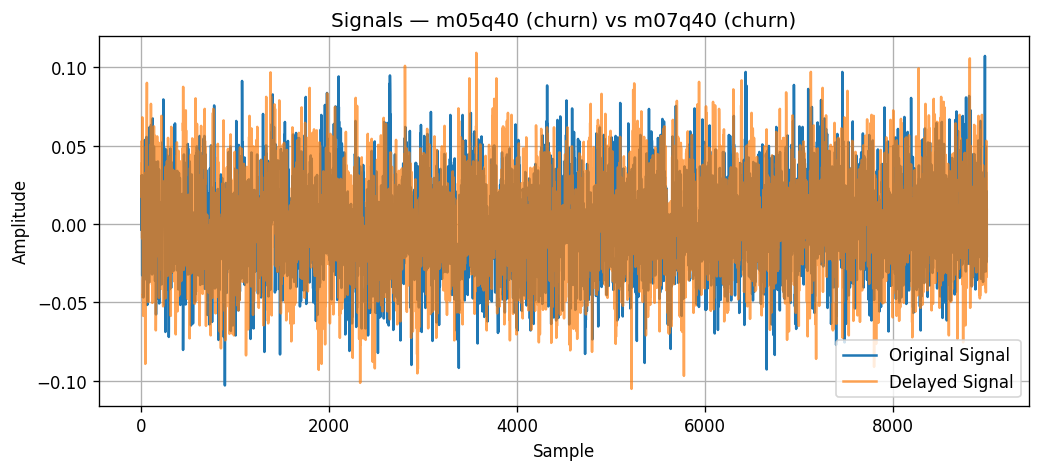 Signals — m05q40 (churn) vs m07q40 (churn)
Amplitude
0.10
0.05
0.00
−0.05
−0.10
0 2000 4000 6000 8000
Sample
Original Signal
Delayed Signal